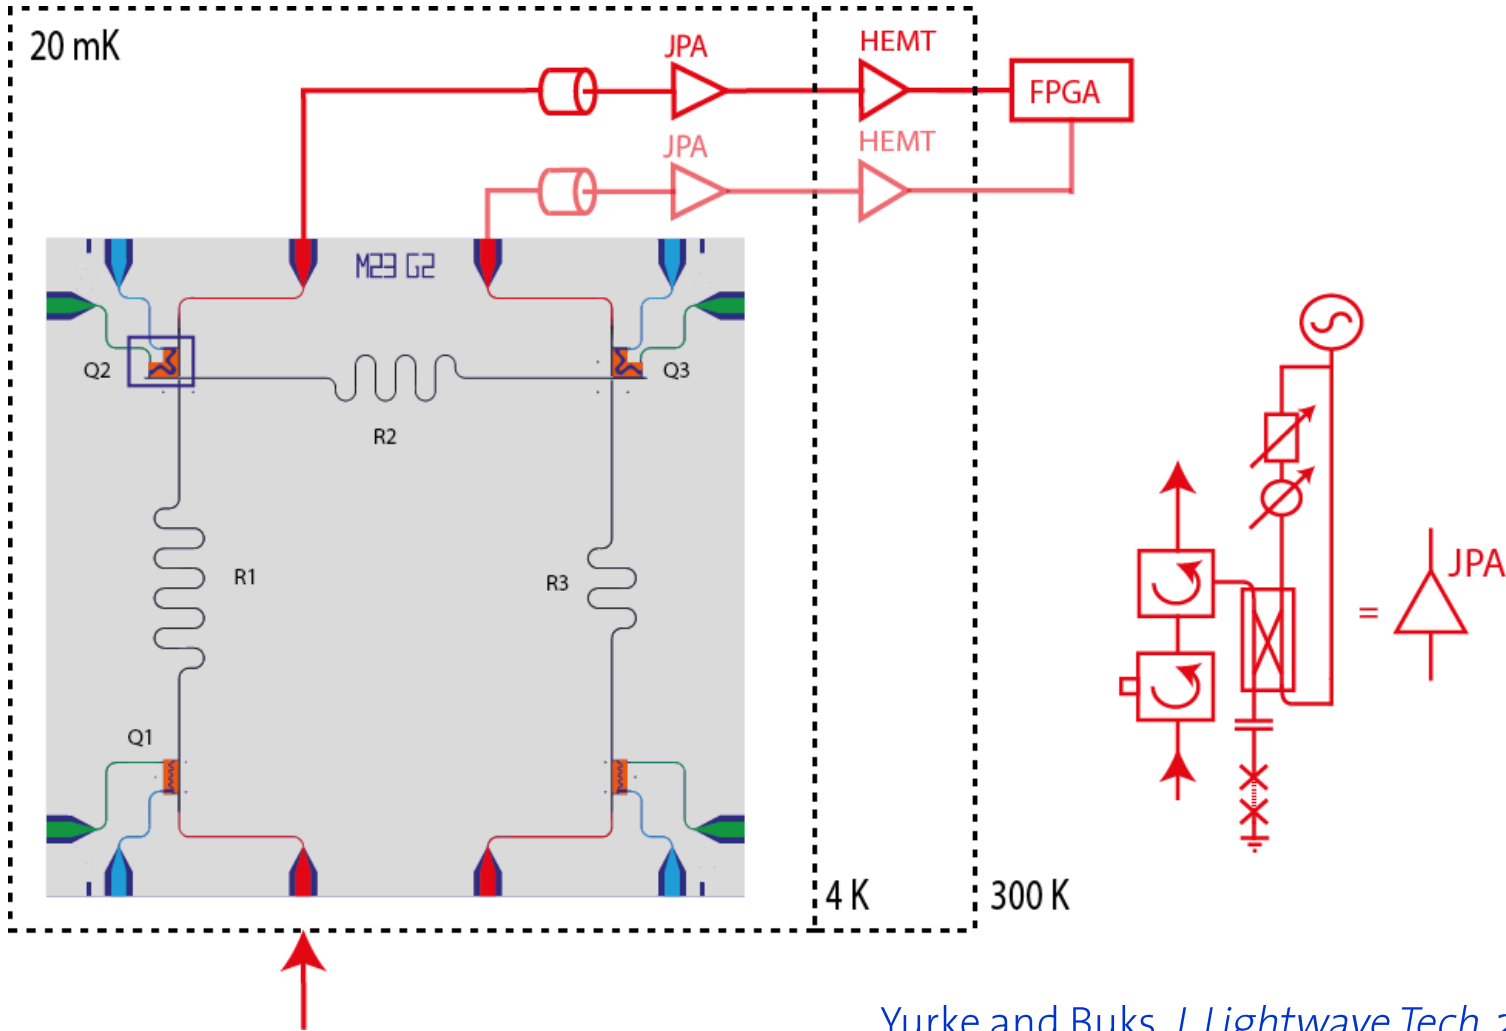 20 mK
JPA
HEMT
FPGA
JPA
HEMT
M23 G2
Q2
Q3
R2
R1
R3
JPA
=
Q1
4 K
300 K
Yurke and Buks, J. Lightwave Tech.